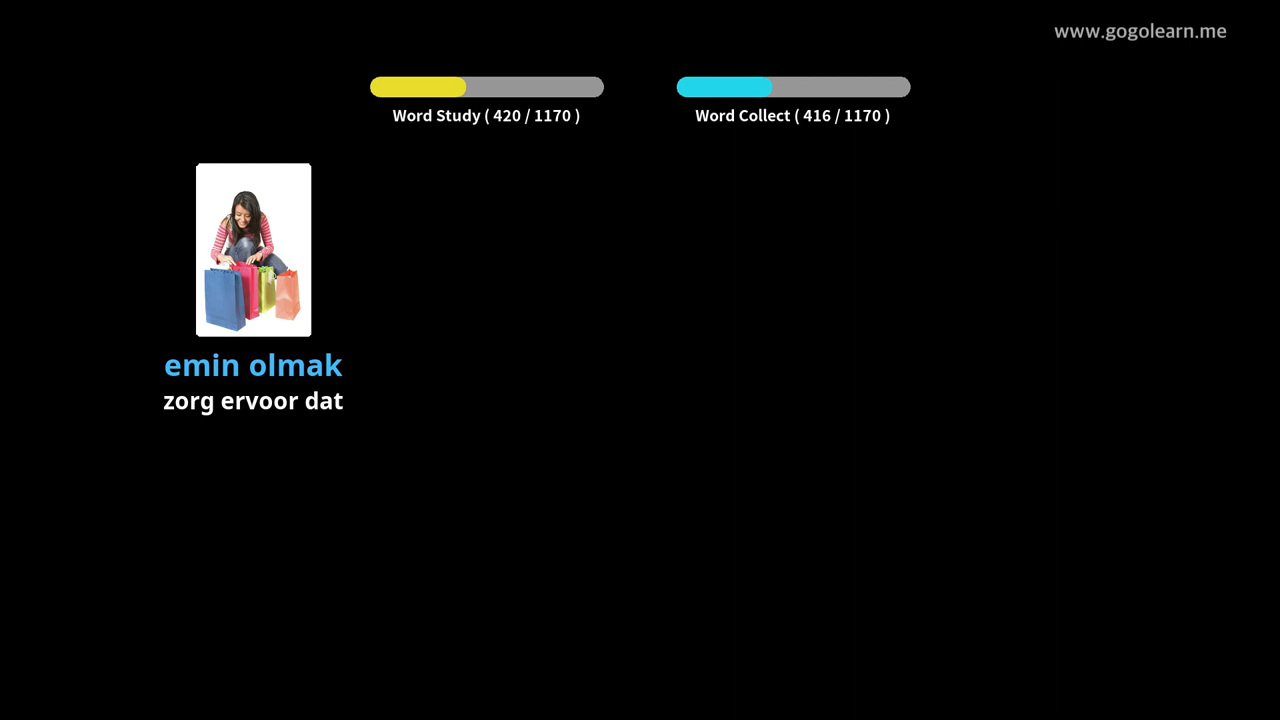 www.gogolearn.me
Word Study ( 420 / 1170 )
Word Collect ( 416 / 1170 )
emin olmak
zorg ervoor dat